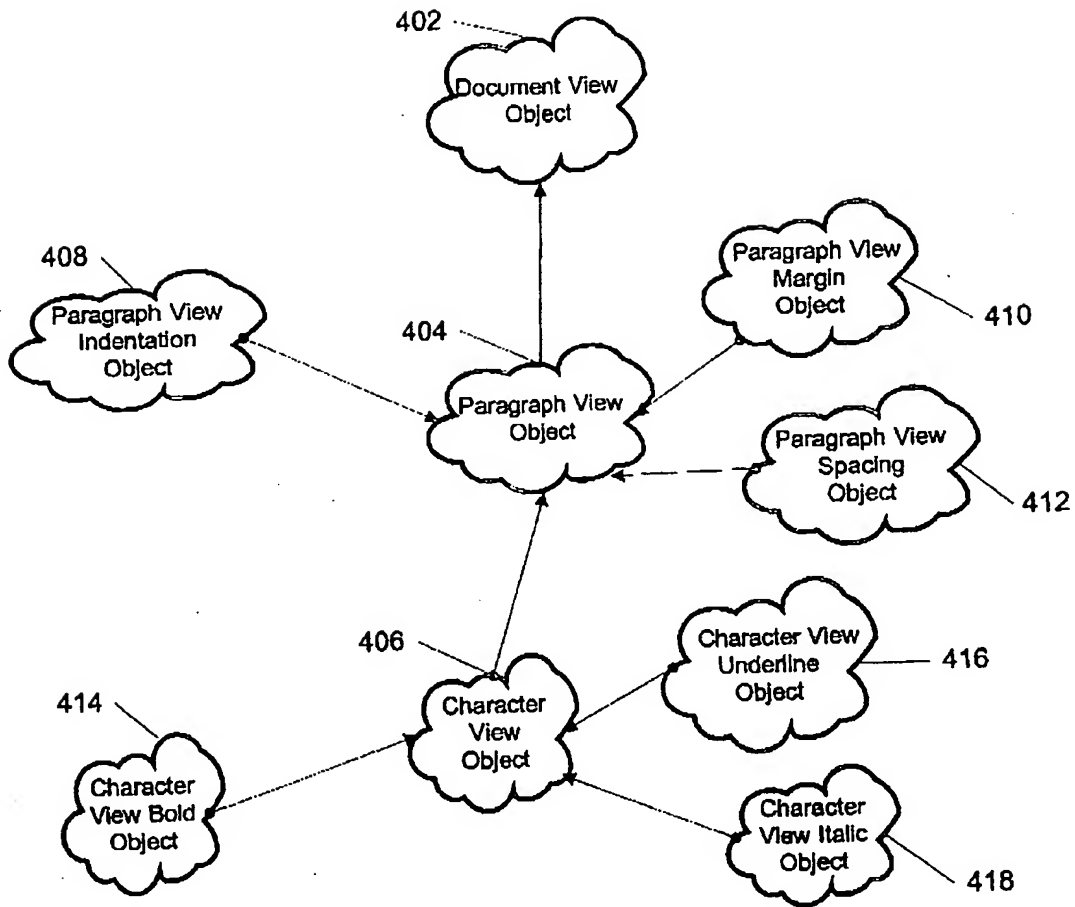 402
Document View
Object
408
Paragraph View
Indentation
Object
Paragraph View
Margin
Object
410
404
Paragraph View
Object
Paragraph View
Spacing
Object
412
406
Character
View
Object
Character View
Underline
Object
416
414
Character
View Bold
Object
Character
View Italic
Object
418